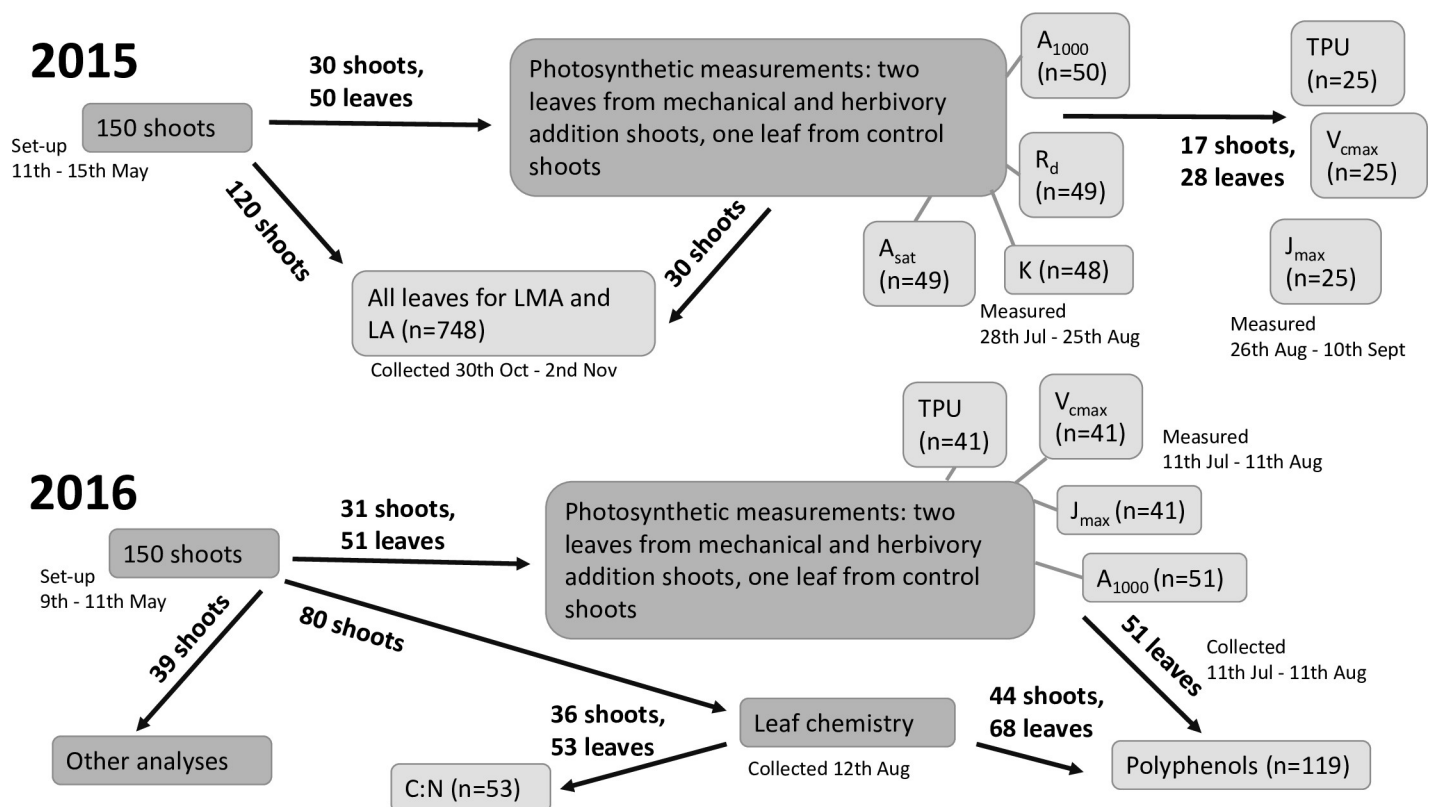 2015
150 shoots
Set-up
11th - 15th May
30 shoots,
50 leaves
120 shoots
Photosynthetic measurements: two
leaves from mechanical and herbivory
addition shoots, one leaf from control
shoots
30 shoots
All leaves for LMA and
LA (n=748)
Collected 30th Oct - 2nd Nov
A1000
(n=50)
Rd
(n=49)
Asat
(n=49)
K (n=48)
Measured
28th Jul - 25th Aug
17 shoots,
28 leaves
TPU
(n=25)
Vcmax
(n=25)
Jmax
(n=25)
Measured
26th Aug - 10th Sept
2016
150 shoots
Set-up
9th - 11th May
31 shoots,
51 leaves
39 shoots
80 shoots
Other analyses
Photosynthetic measurements: two
leaves from mechanical and herbivory
addition shoots, one leaf from control
shoots
TPU
(n=41)
Vcmax
(n=41)
Measured
11th Jul - 11th Aug
Jmax (n=41)
A1000 (n=51)
51 leaves
Collected
11th Jul - 11th Aug
Leaf chemistry
Collected 12th Aug
36 shoots,
53 leaves
C:N (n=53)
44 shoots,
68 leaves
Polyphenols (n=119)